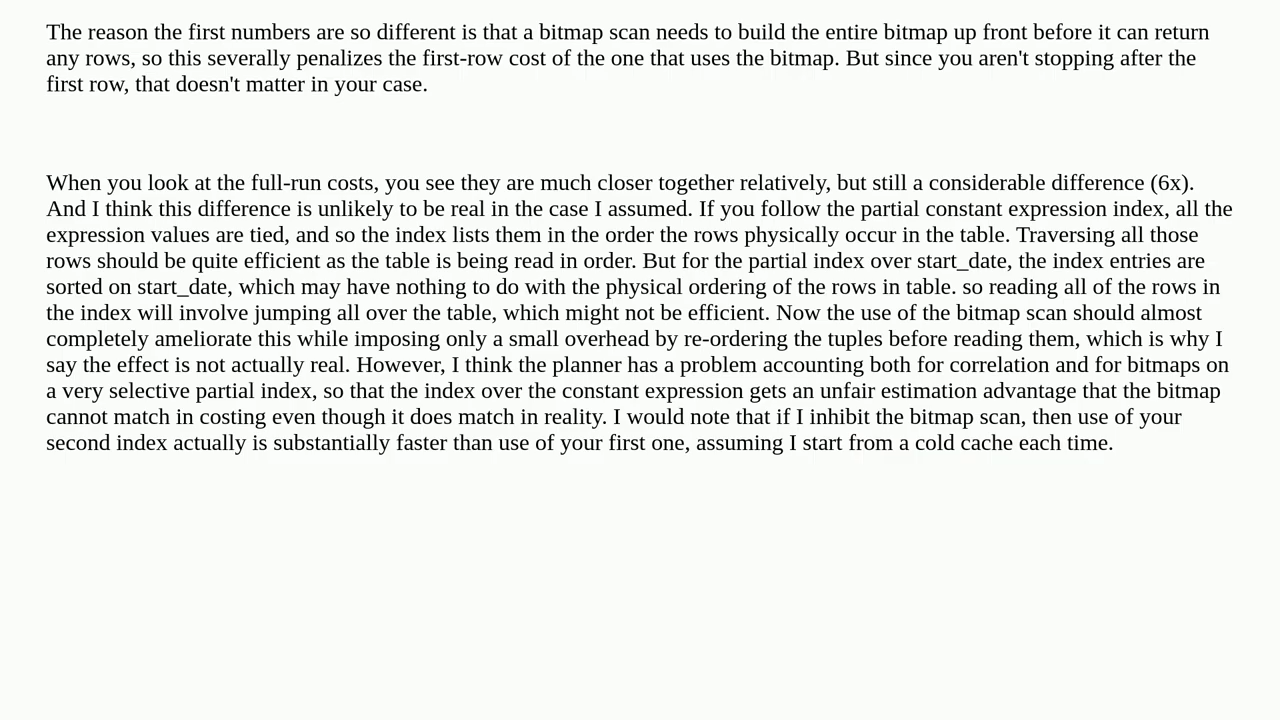 The reason the first numbers are so different is that a bitmap scan needs to build the entire bitmap up front before it can return
any rows, so this severally penalizes the first-row cost of the one that uses the bitmap. But since you aren't stopping after the
first row, that doesn't matter in your case.
When you look at the full-run costs, you see they are much closer together relatively, but still a considerable difference (6x).
And I think this difference is unlikely to be real in the case I assumed. If you follow the partial constant expression index, all the
expression values are tied, and so the index lists them in the order the rows physically occur in the table. Traversing all those
rows should be quite efficient as the table is being read in order. But for the partial index over start_date, the index entries are
sorted on start_date, which may have nothing to do with the physical ordering of the rows in table. so reading all of the rows in
the index will involve jumping all over the table, which might not be efficient. Now the use of the bitmap scan should almost
completely ameliorate this while imposing only a small overhead by re-ordering the tuples before reading them, which is why I
say the effect is not actually real. However, I think the planner has a problem accounting both for correlation and for bitmaps on
a very selective partial index, so that the index over the constant expression gets an unfair estimation advantage that the bitmap
cannot match in costing even though it does match in reality. I would note that if I inhibit the bitmap scan, then use of your
second index actually is substantially faster than use of your first one, assuming I start from a cold cache each time.